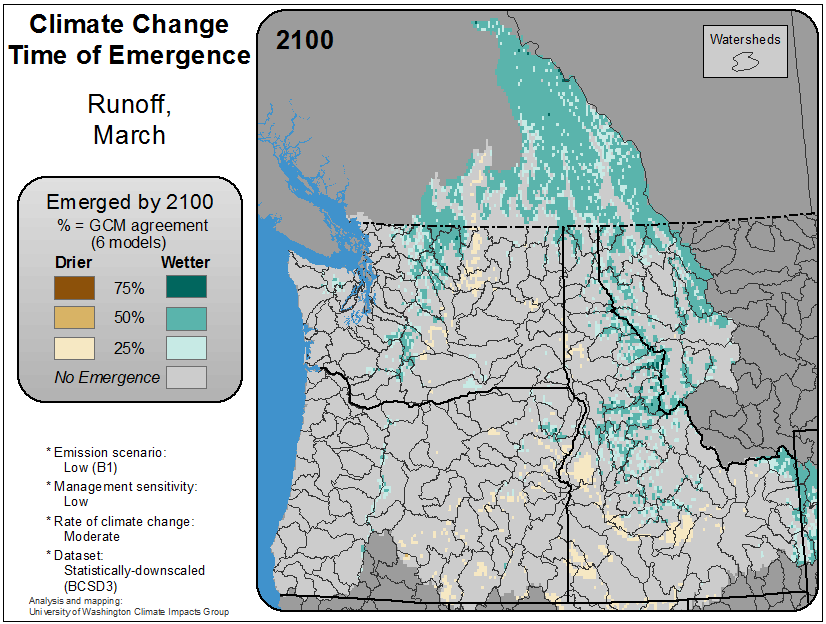 Climate Change
Time of Emergence
Runoff,
March
2100
Watersheds
Emerged by 2100
% = GCM agreement
(6 models)
Drier Wetter
75%
50%
25%
No Emergence
* Emission scenario:
Low (B1)
* Management sensitivity:
Low
* Rate of climate change:
Moderate
* Dataset:
Statistically-downscaled
(BCSD3)
Analysis and mapping:
University of Washington Climate Impacts Group